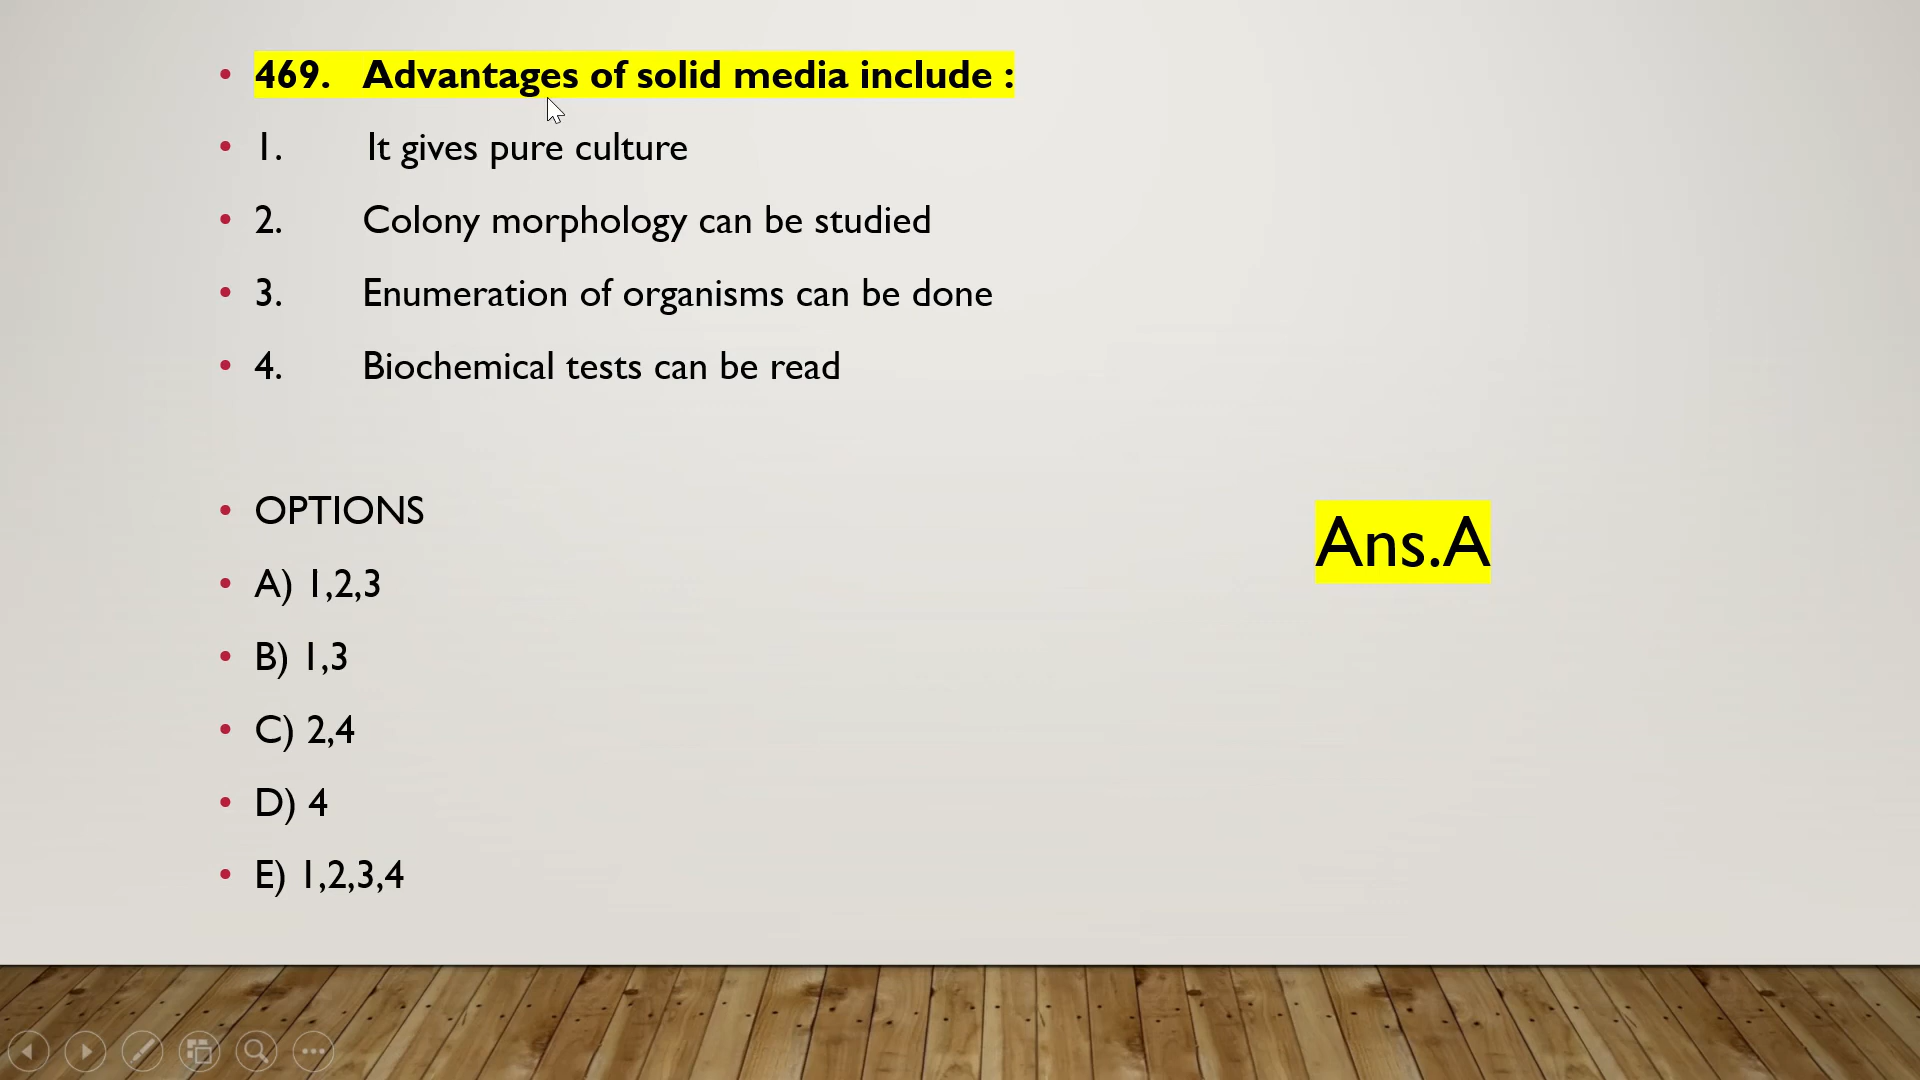 469. Advantages of solid media include :
1. It gives pure culture
2. Colony morphology can be studied
3. Enumeration of organisms can be done
4. Biochemical tests can be read
OPTIONS
A) 1,2,3
B) 1,3
C) 2,4
D) 4
E) 1,2,3,4
Ans.A